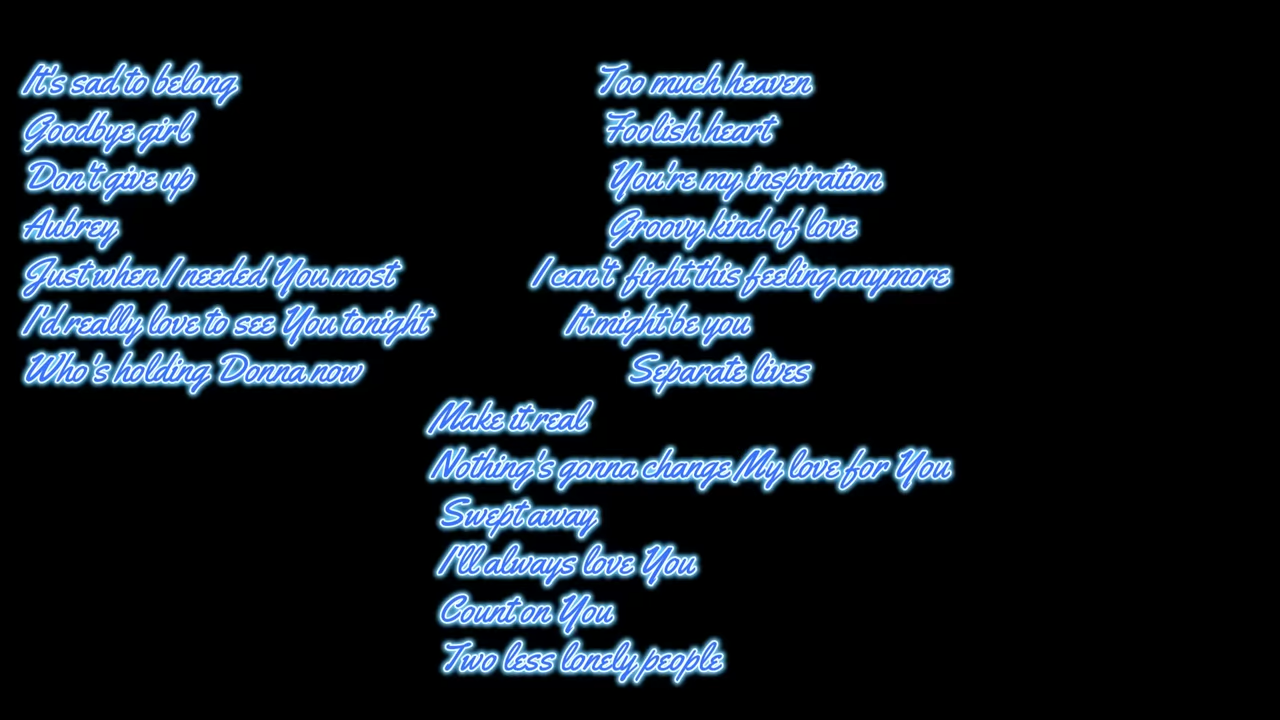 It's sad to belong
Goodbye girl
Don't give up
Aubrey
Just when I needed You most
I'd really love to see You tonight
Who's holding Donna now
Too much heaven
Foolish heart
You're my inspiration
Groovy kind of love
I can't fight this feeling anymore
It might be you
Separate lives
Make it real
Nothing's gonna change My love for You
Swept away
I'll always love You
Count on You
Two less lonely people